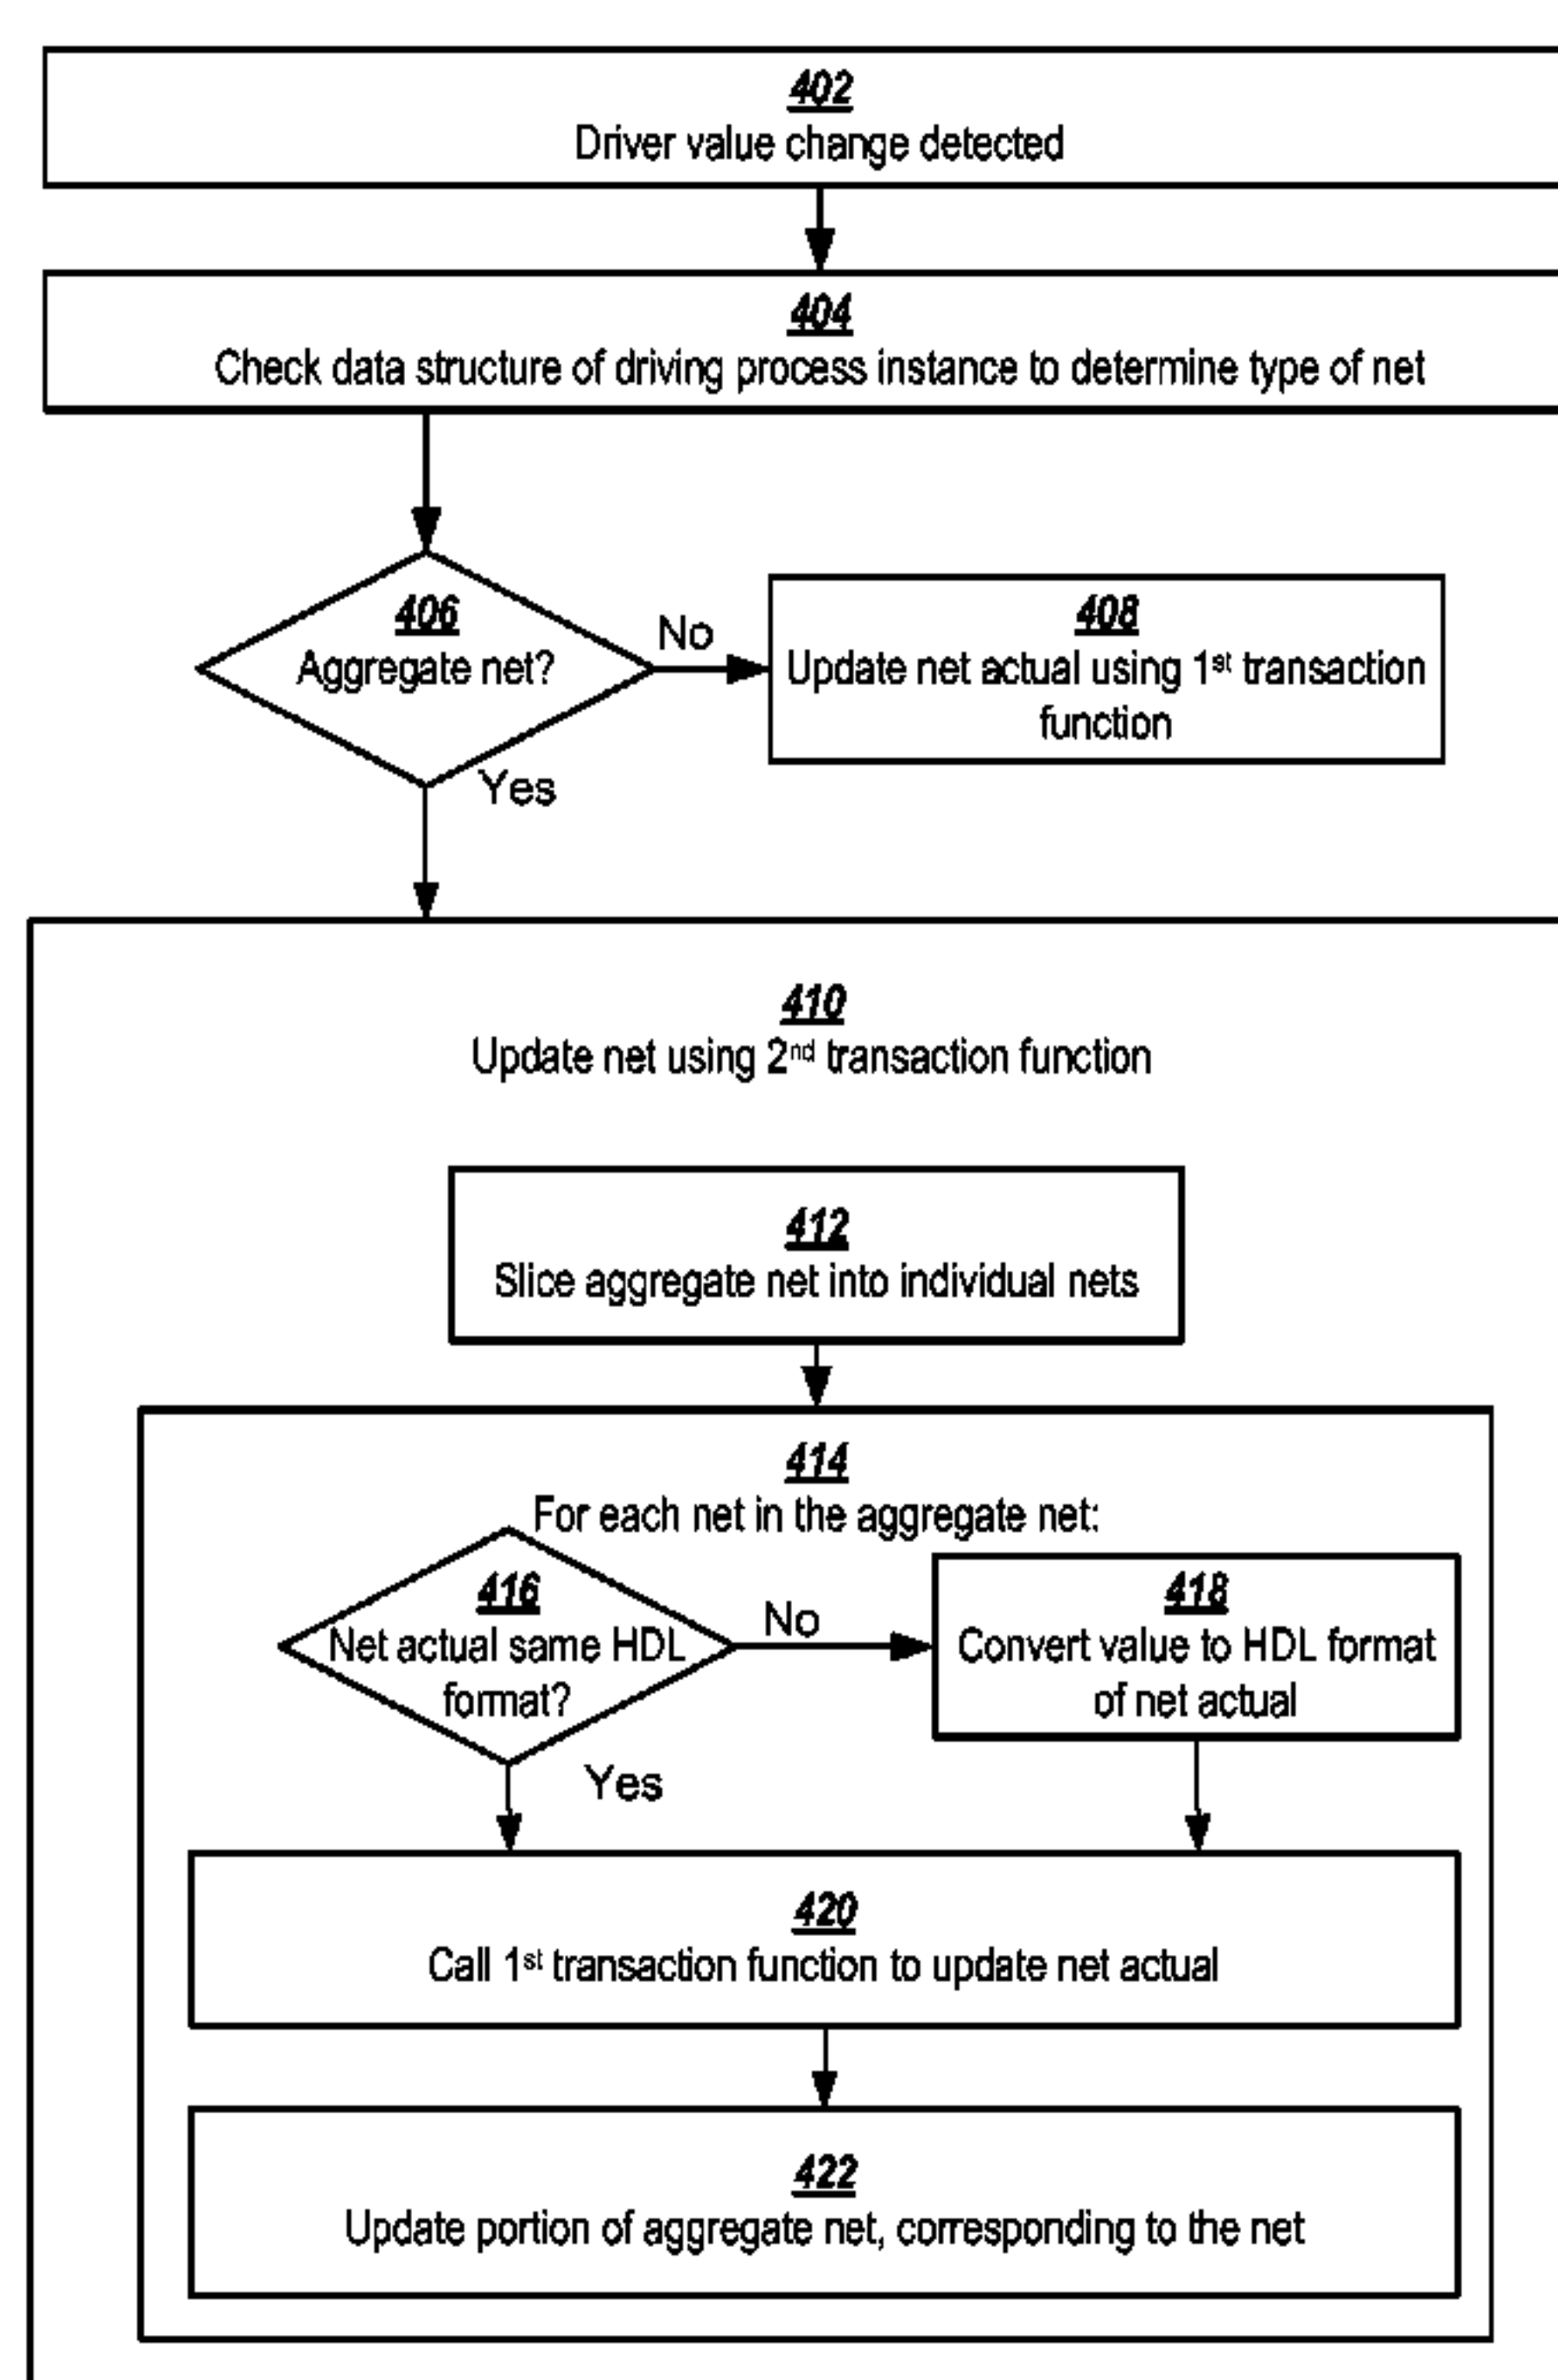 402
Driver value change detected
404
Check data structure of driving process instance to determine type of net
406
Aggregate net?
No
408
Update net actual using 1st transaction
function
Yes
410
Update net using 2nd transaction function
412
Slice aggregate net into individual nets
414
For each net in the aggregate net:
416
Net actual same HDL
format?
No
418
Convert value to HDL format
of net actual
Yes
420
Call 1st transaction function to update net actual
422
Update portion of aggregate net, corresponding to the net